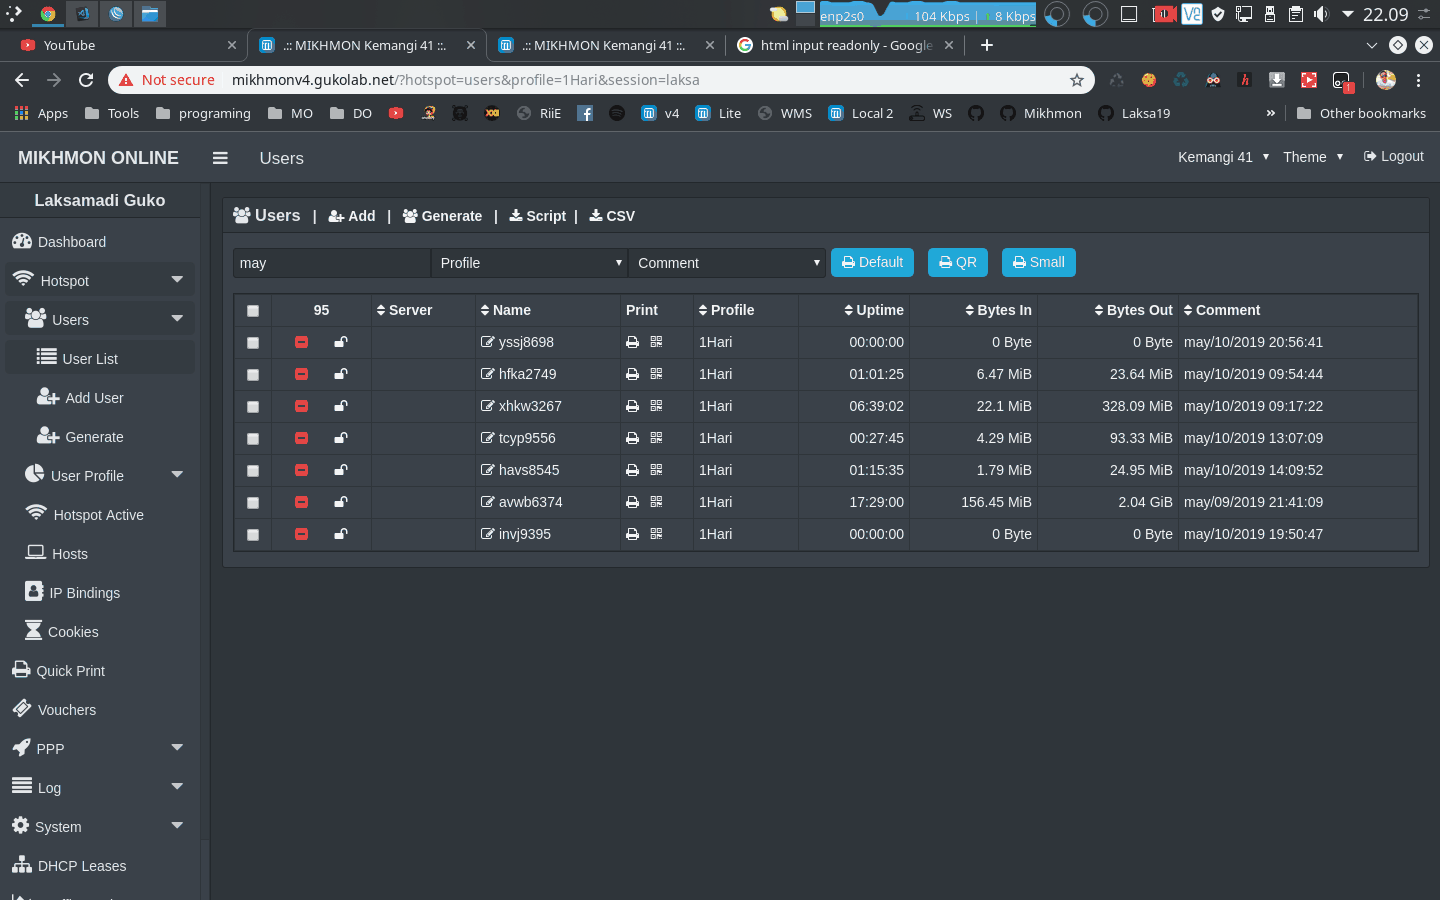 enp2s0 104 Kbps | 8 Kbps
22.09
YouTube
.:: MIKHMON Kemangi 41 ::.
.:: MIKHMON Kemangi 41 ::.
html input readonly - Google
Not secure mikhmonv4.gukolab.net/?hotspot=users&profile=1Hari&session=laksa
Apps Tools programing MO DO RiiE v4 Lite WMS Local 2 WS Mikhmon Laksa19 » Other bookmarks
MIKHMON ONLINE Users Kemangi 41 Theme Logout
Laksamadi Guko
Dashboard
Hotspot
Users
User List
Add User
Generate
User Profile
Hotspot Active
Hosts
IP Bindings
Cookies
Quick Print
Vouchers
PPP
Log
System
DHCP Leases
Users | Add | Generate | Script | CSV
may Profile Comment Default QR Small
95 Server Name Print Profile Uptime Bytes In Bytes Out Comment
yssj8698 1Hari 00:00:00 0 Byte 0 Byte may/10/2019 20:56:41
hfka2749 1Hari 01:01:25 6.47 MiB 23.64 MiB may/10/2019 09:54:44
xhkw3267 1Hari 06:39:02 22.1 MiB 328.09 MiB may/10/2019 09:17:22
tcyp9556 1Hari 00:27:45 4.29 MiB 93.33 MiB may/10/2019 13:07:09
havs8545 1Hari 01:15:35 1.79 MiB 24.95 MiB may/10/2019 14:09:52
avwb6374 1Hari 17:29:00 156.45 MiB 2.04 GiB may/09/2019 21:41:09
invj9395 1Hari 00:00:00 0 Byte 0 Byte may/10/2019 19:50:47